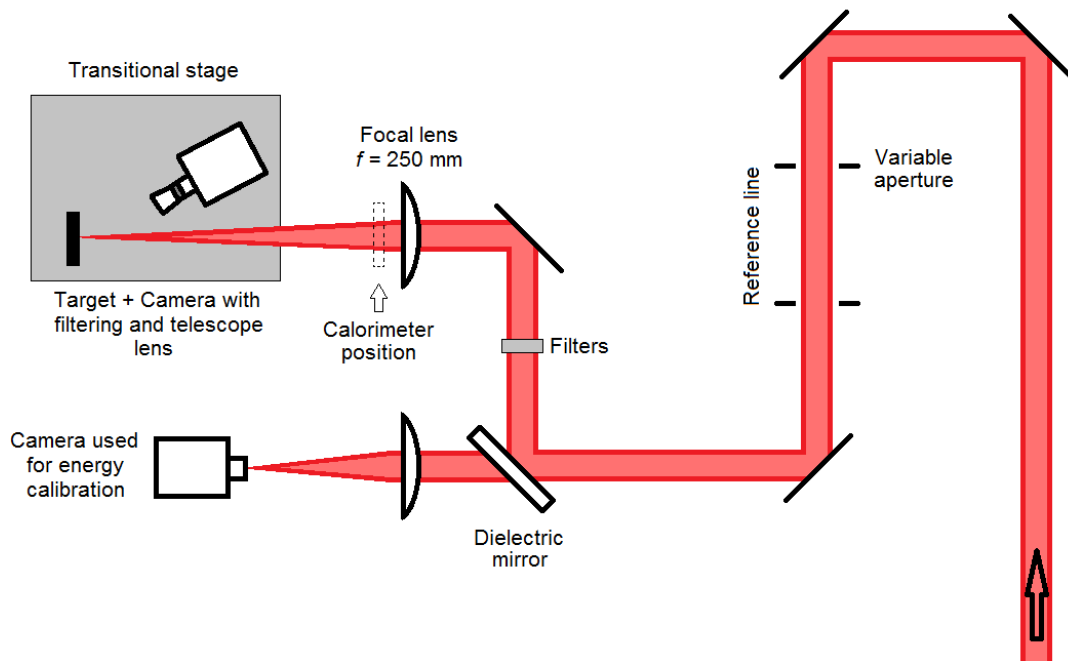 Transitional stage
Focal lens
f = 250 mm
Variable
aperture
Reference line
Target + Camera with
filtering and telescope
lens
Calorimeter
position
Filters
Camera used
for energy
calibration
Dielectric
mirror